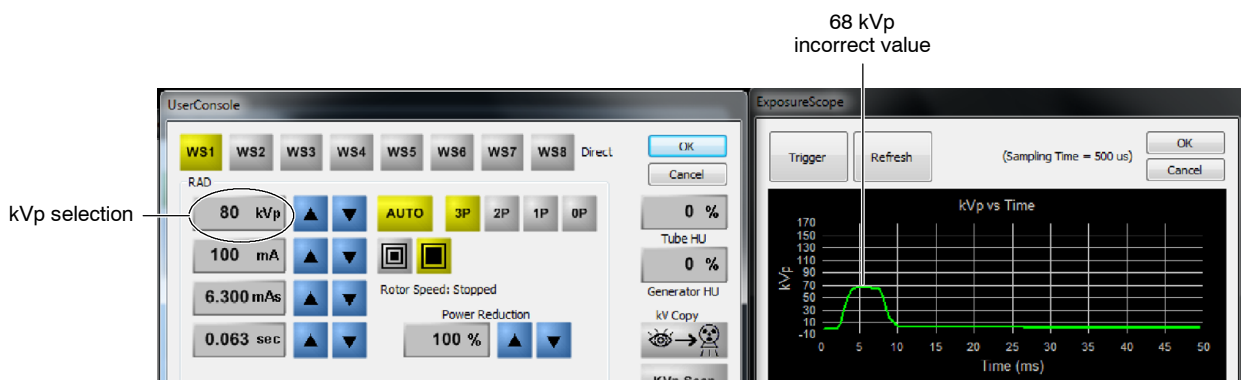 68 kVp
incorrect value
UserConsole
ExposureScope
WS1 WS2 WS3 WS4 WS5 WS6 WS7 WS8 Direct
OK
Cancel
RAD
kVp selection
80 kVp
AUTO 3P 2P 1P 0P
0 %
Tube HU
100 mA
0 %
Generator HU
6.300 mAs
Rotor Speed: Stopped
Power Reduction
kV Copy
0.063 sec
100 %
Trigger
Refresh
(Sampling Time = 500 us)
OK
Cancel
kVp vs Time
kVp
170
150
130
110
90
70
50
30
10
-10
0 5 10 15 20 25 30 35 40 45 50
Time (ms)